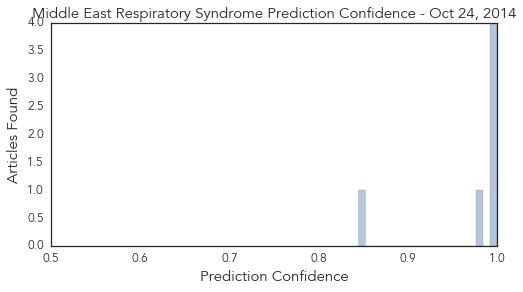 Middle East Respiratory Syndrome Prediction Confidence - Oct 24, 2014
4.0
3.5
3.0
2.5
2.0
1.5
1.0
0.5
0.0
Articles Found
0.5 0.6 0.7 0.8 0.9 1.0
Prediction Confidence